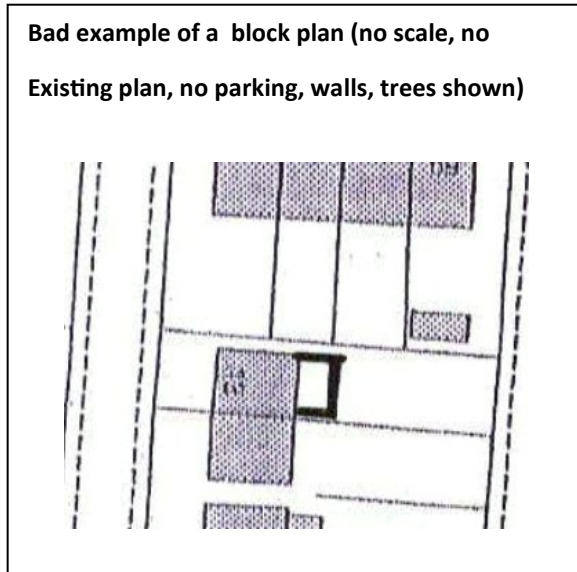 Bad example of a block plan (no scale, no
Existing plan, no parking, walls, trees shown)